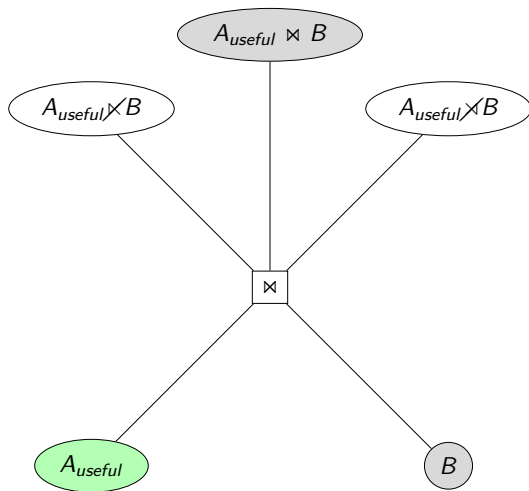 A_useful ⋈ B
A_useful ⋉̸ B
A_useful ⋊̸ B
⋈
A_useful
B